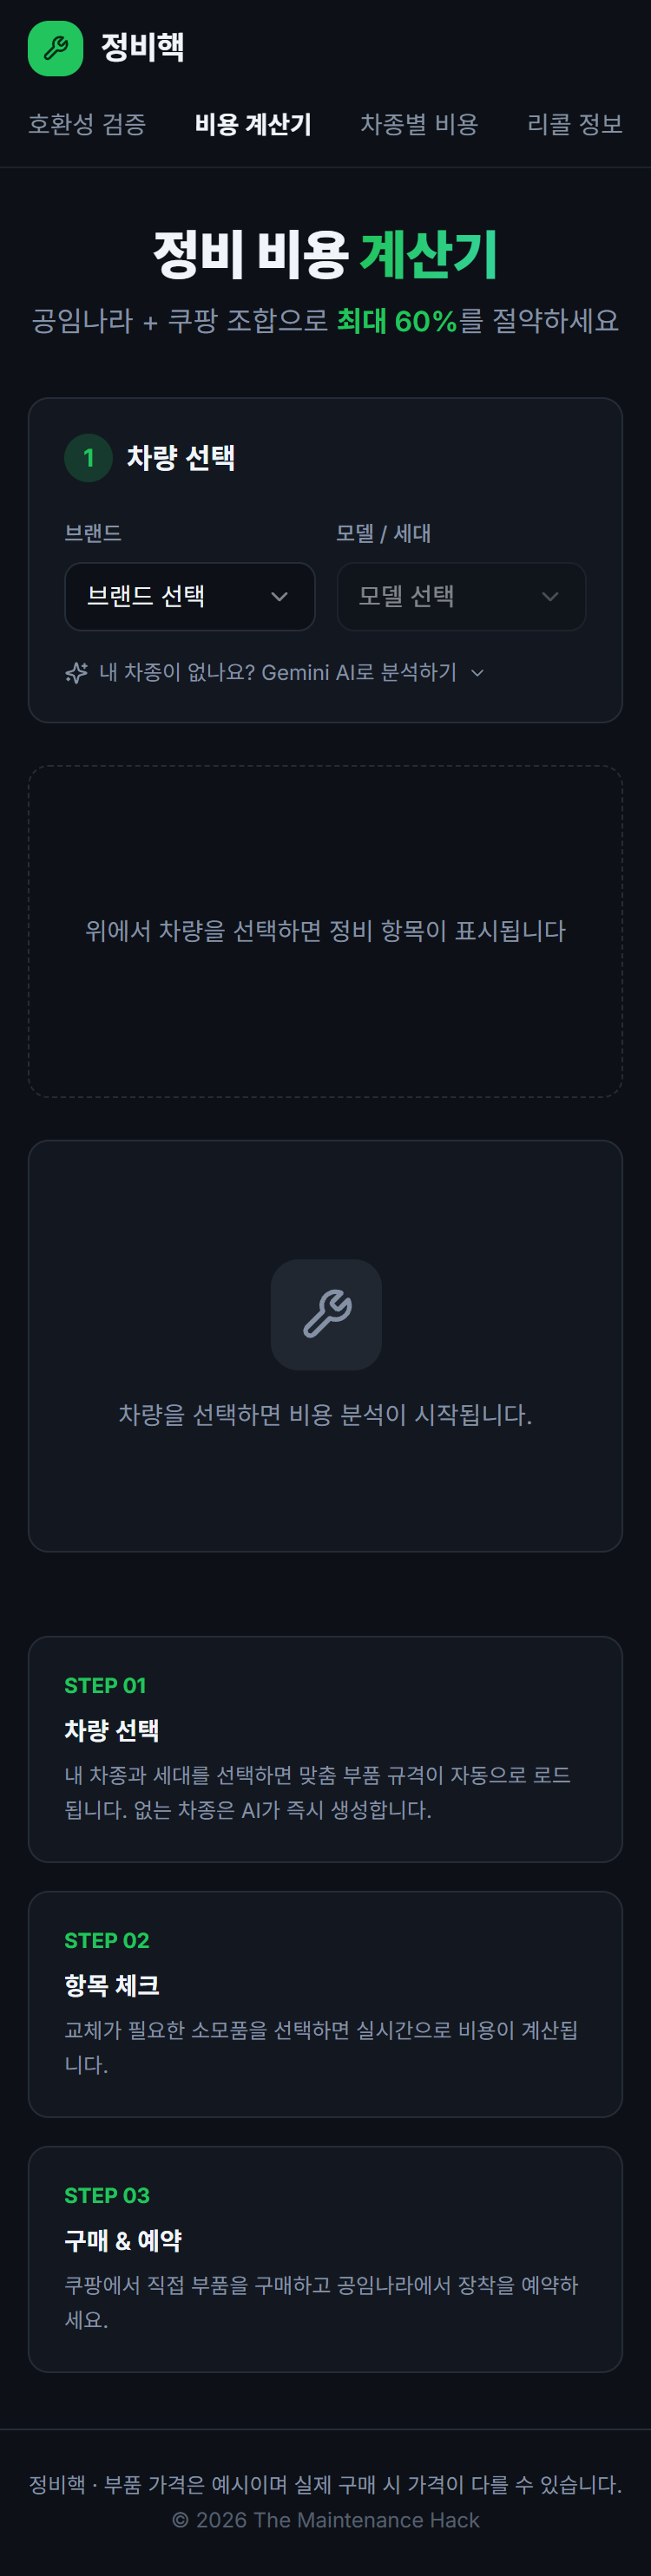 정비핵
호환성 검증
비용 계산기
차종별 비용
리콜 정보
정비 비용 계산기
공임나라 + 쿠팡 조합으로 최대 60%를 절약하세요
1
차량 선택
브랜드
모델 / 세대
브랜드 선택
모델 선택
내 차종이 없나요? Gemini AI로 분석하기
위에서 차량을 선택하면 정비 항목이 표시됩니다
차량을 선택하면 비용 분석이 시작됩니다.
STEP 01
차량 선택
내 차종과 세대를 선택하면 맞춤 부품 규격이 자동으로 로드
됩니다. 없는 차종은 AI가 즉시 생성합니다.
STEP 02
항목 체크
교체가 필요한 소모품을 선택하면 실시간으로 비용이 계산됩
니다.
STEP 03
구매 & 예약
쿠팡에서 직접 부품을 구매하고 공임나라에서 장착을 예약하
세요.
정비핵 · 부품 가격은 예시이며 실제 구매 시 가격이 다를 수 있습니다.
© 2026 The Maintenance Hack